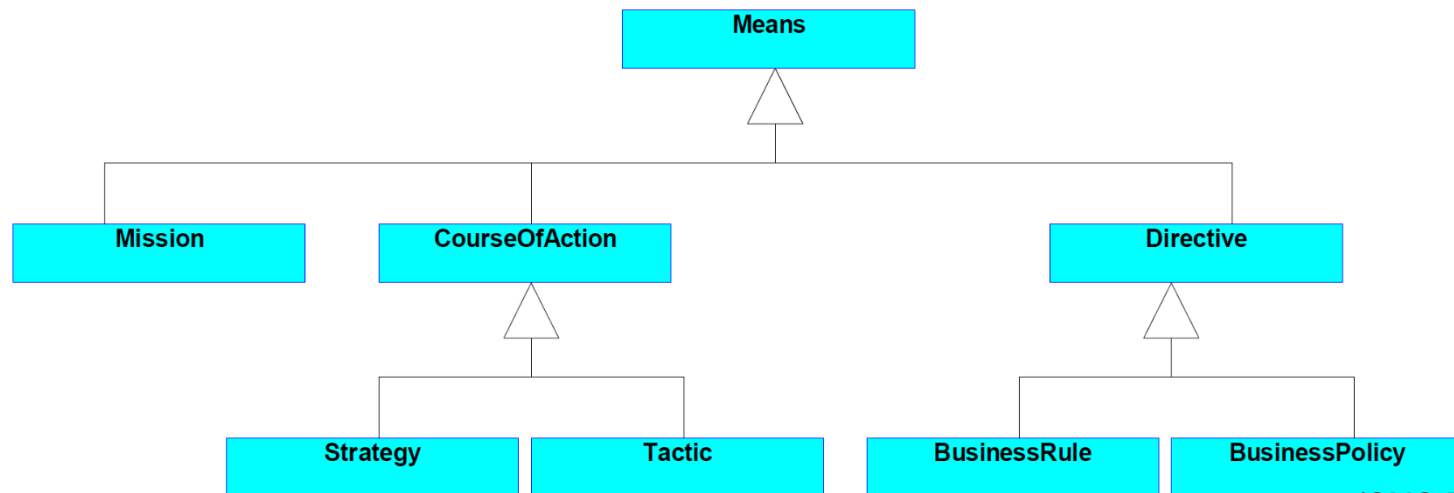 Means
Mission
CourseOfAction
Directive
Strategy
Tactic
BusinessRule
BusinessPolicy